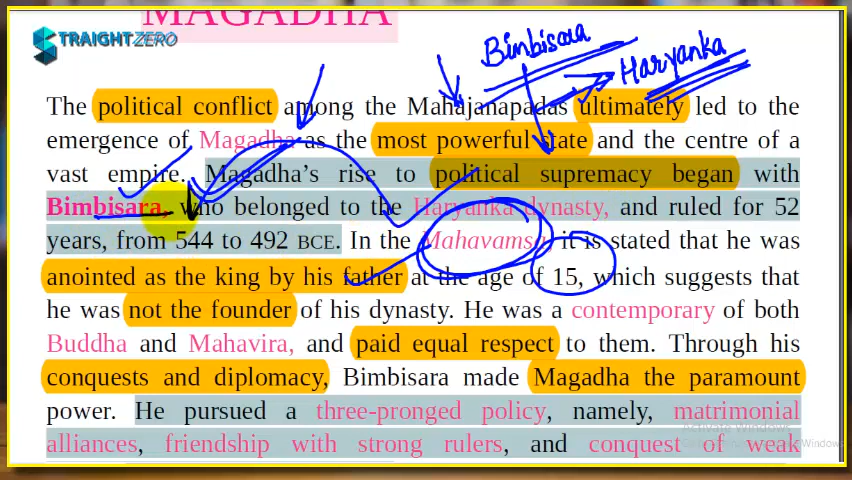 MAGADHA
STRAIGHTZERO
Bimbisara
Haryanka
The political conflict among the Mahajanapadas ultimately led to the
emergence of Magadha as the most powerful state and the centre of a
vast empire. Magadha's rise to political supremacy began with
Bimbisara, who belonged to the Haryanka dynasty, and ruled for 52
years, from 544 to 492 BCE. In the Mahavamsa, it is stated that he was
anointed as the king by his father at the age of 15, which suggests that
he was not the founder of his dynasty. He was a contemporary of both
Buddha and Mahavira, and paid equal respect to them. Through his
conquests and diplomacy, Bimbisara made Magadha the paramount
power. He pursued a three-pronged policy, namely, matrimonial
alliances, friendship with strong rulers, and conquest of weak
Activate Windows